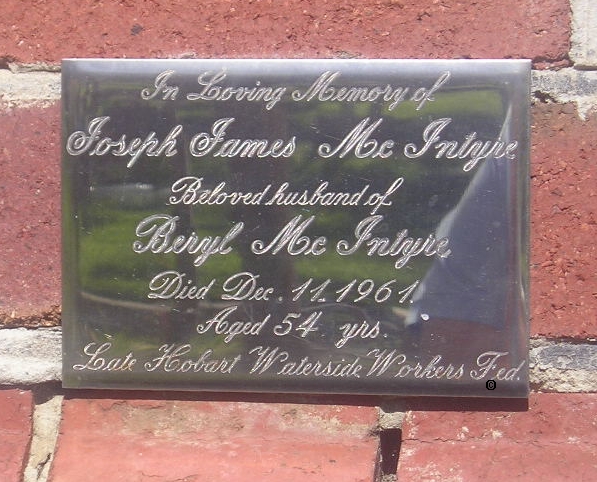 In Loving Memory of
Joseph James Mc Intyre
Beloved husband of
Beryl Mc Intyre
Died Dec. 11. 1961.
Aged 54 yrs.
Late Hobart Waterside Workers Fed.
©